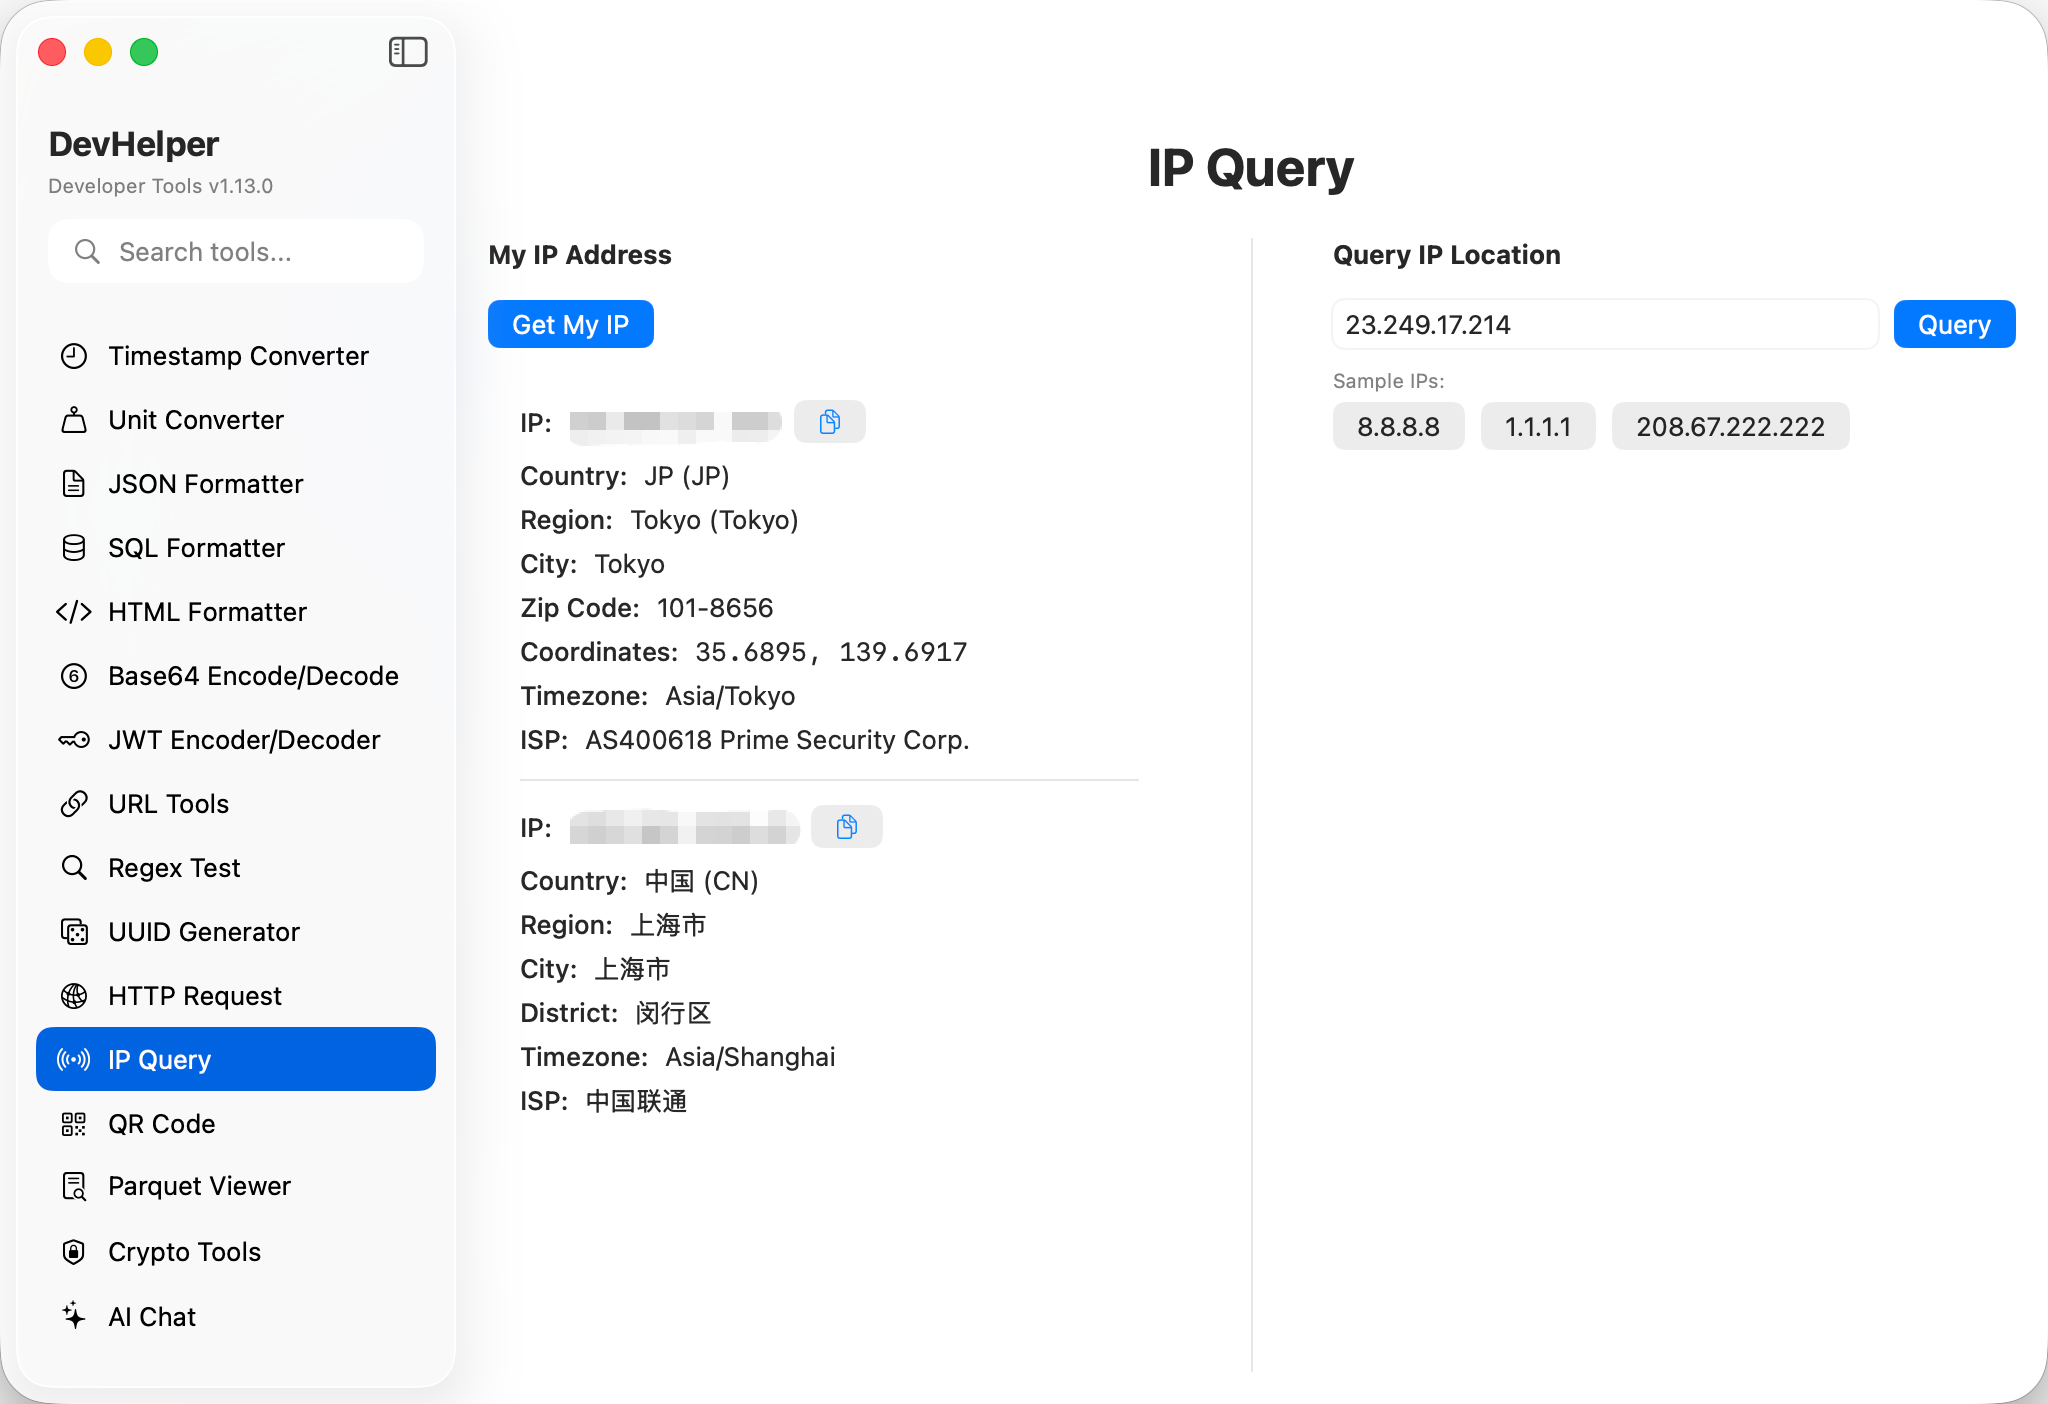 DevHelper
Developer Tools v1.13.0
Search tools...
Timestamp Converter
Unit Converter
JSON Formatter
SQL Formatter
HTML Formatter
Base64 Encode/Decode
JWT Encoder/Decoder
URL Tools
Regex Test
UUID Generator
HTTP Request
IP Query
QR Code
Parquet Viewer
Crypto Tools
AI Chat
IP Query
My IP Address
Get My IP
IP:
Country: JP (JP)
Region: Tokyo (Tokyo)
City: Tokyo
Zip Code: 101-8656
Coordinates: 35.6895, 139.6917
Timezone: Asia/Tokyo
ISP: AS400618 Prime Security Corp.
IP:
Country: 中国 (CN)
Region: 上海市
City: 上海市
District: 闵行区
Timezone: Asia/Shanghai
ISP: 中国联通
Query IP Location
23.249.17.214 Query
Sample IPs:
8.8.8.8 1.1.1.1 208.67.222.222